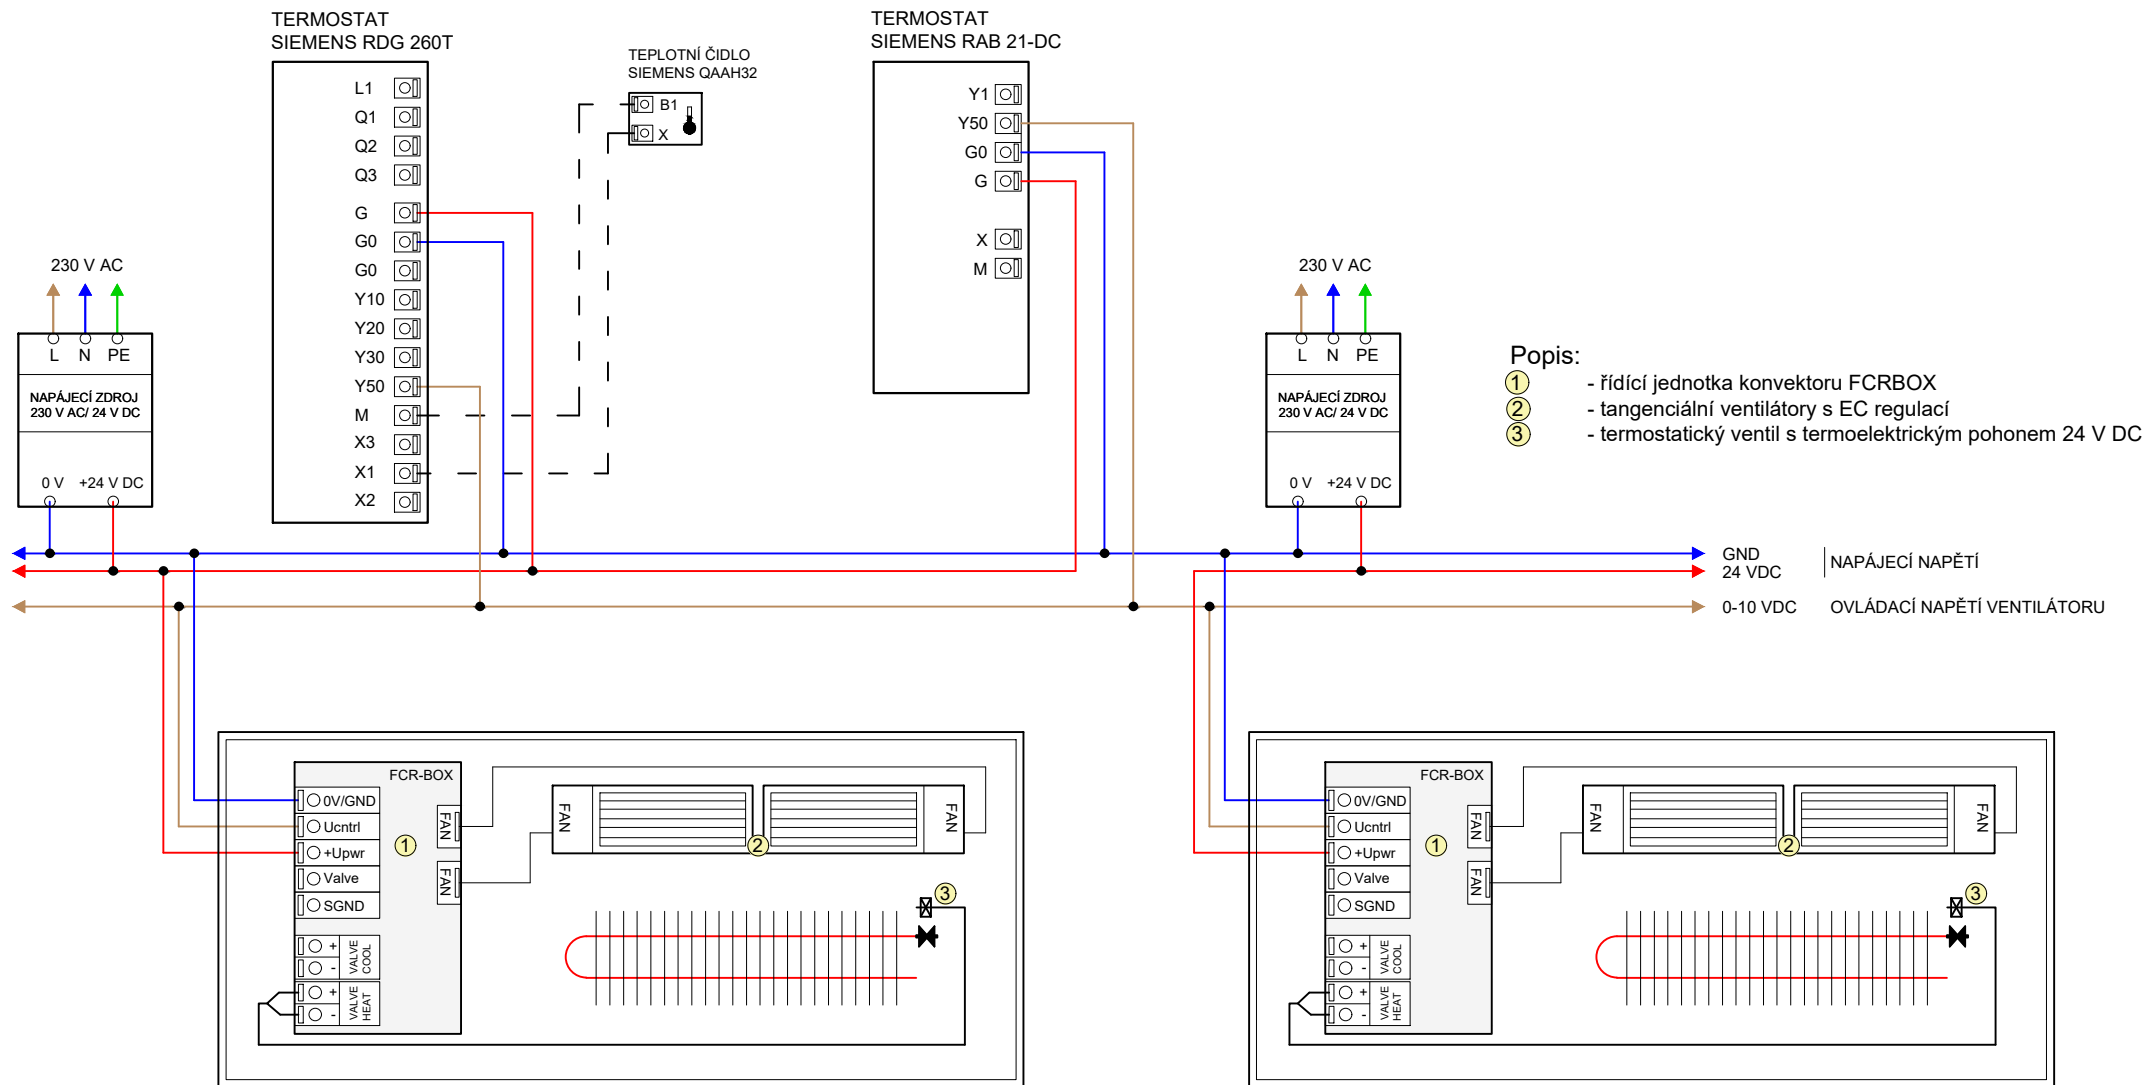 TERMOSTAT
SIEMENS RDG 260T
L1
Q1
Q2
Q3
G
G0
G0
Y10
Y20
Y30
Y50
M
X3
X1
X2
TEPLOTNÍ ČIDLO
SIEMENS QAAH32
B1
X
TERMOSTAT
SIEMENS RAB 21-DC
Y1
Y50
G0
G
X
M
230 V AC
L N PE
NAPÁJECÍ ZDROJ
230 V AC/ 24 V DC
0 V +24 V DC
230 V AC
L N PE
NAPÁJECÍ ZDROJ
230 V AC/ 24 V DC
0 V +24 V DC
Popis:
1 - řídící jednotka konvektoru FCRBOX
2 - tangenciální ventilátory s EC regulací
3 - termostatický ventil s termoelektrickým pohonem 24 V DC
GND
24 VDC
NAPÁJECÍ NAPĚTÍ
0-10 VDC OVLÁDACÍ NAPĚTÍ VENTILÁTORU
FCR-BOX
0V/GND
Ucntrl
+Upwr
Valve
SGND
+
-
VALVE
COOL
+
-
VALVE
HEAT
1
FAN
FAN
FAN
FAN
2
3
FCR-BOX
0V/GND
Ucntrl
+Upwr
Valve
SGND
+
-
VALVE
COOL
+
-
VALVE
HEAT
1
FAN
FAN
FAN
FAN
2
3